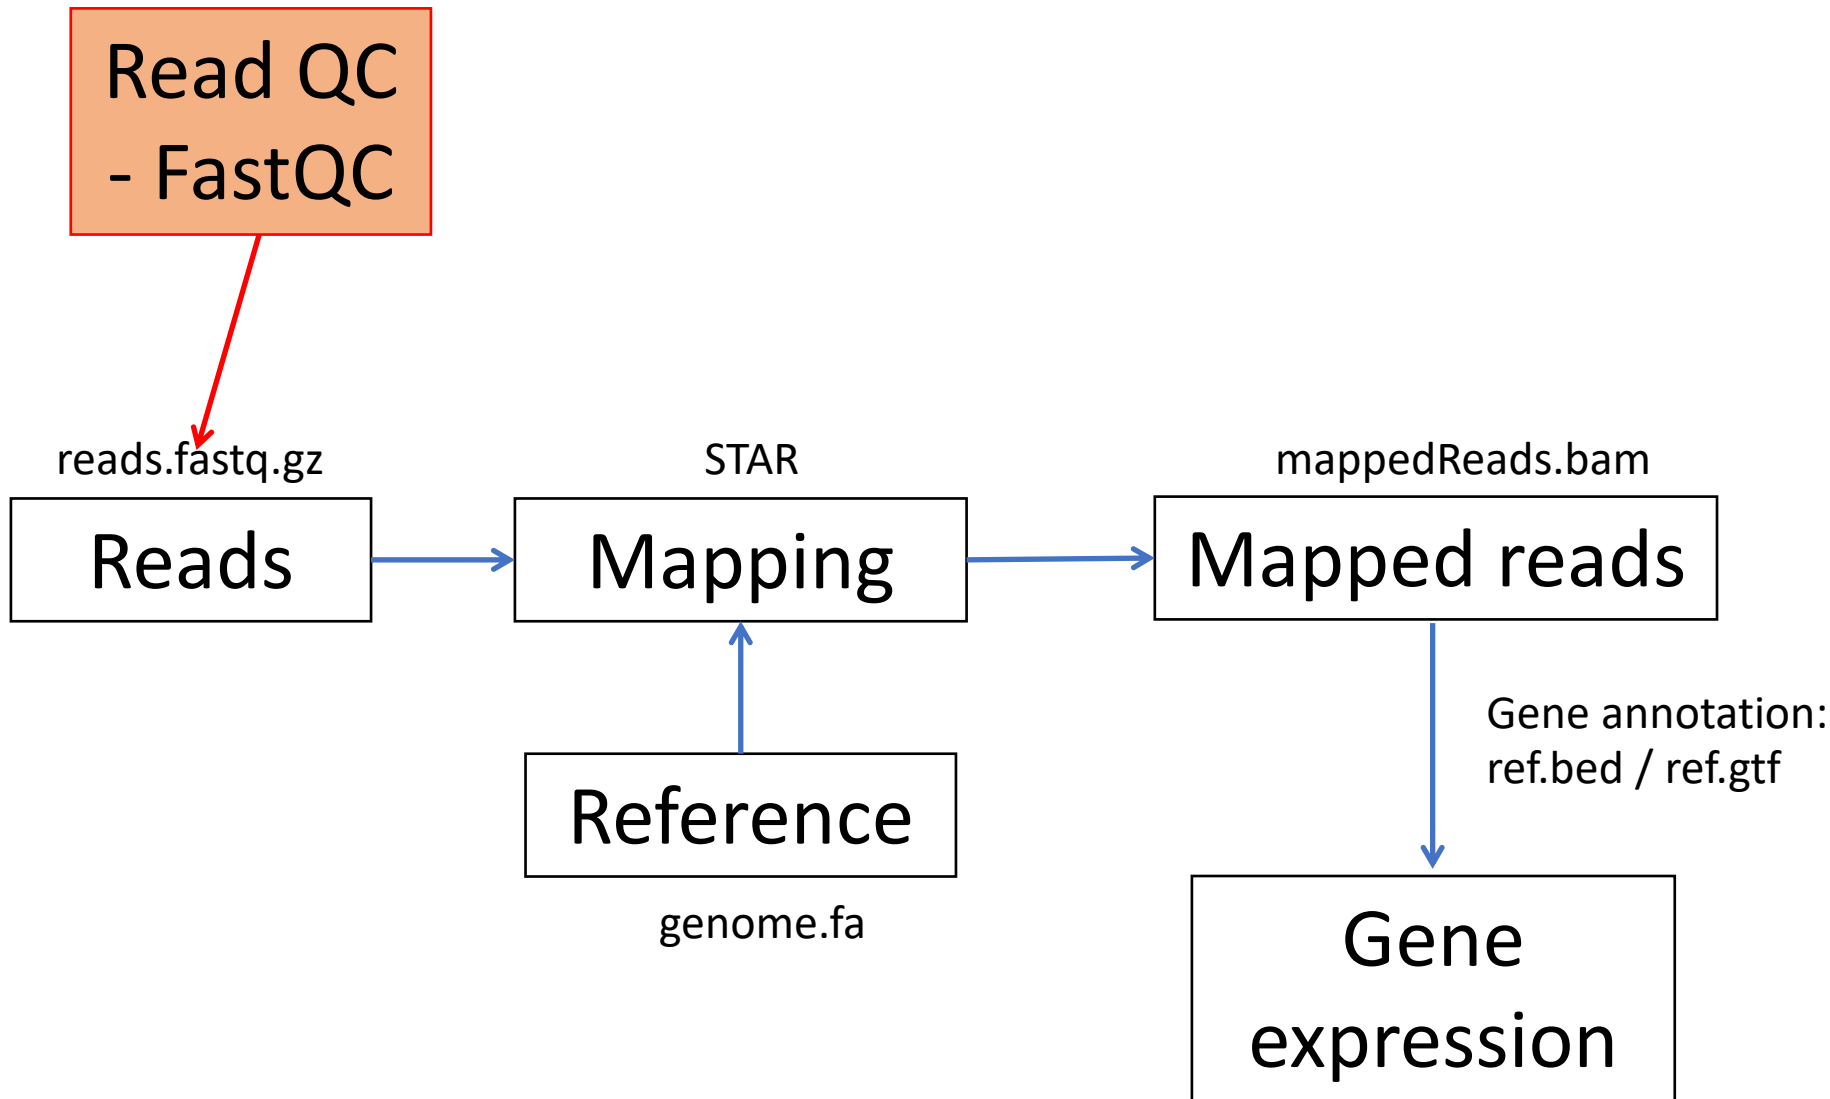 Read QC
- FastQC
reads.fastq.gz
Reads
STAR
Mapping
mappedReads.bam
Mapped reads
Gene annotation:
ref.bed / ref.gtf
Reference
genome.fa
Gene
expression